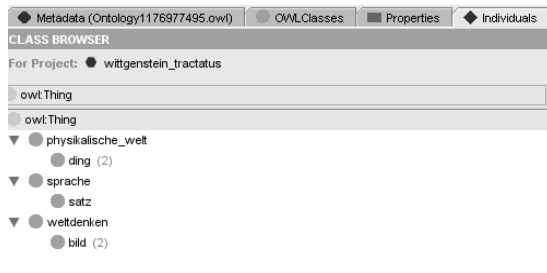 Metadata (Ontology1176977495.owl) OWLClasses Properties Individuals
CLASS BROWSER
For Project: wittgenstein_tractatus
owl:Thing
owl:Thing
physikalische_welt
ding (2)
sprache
satz
weltdenken
bild (2)